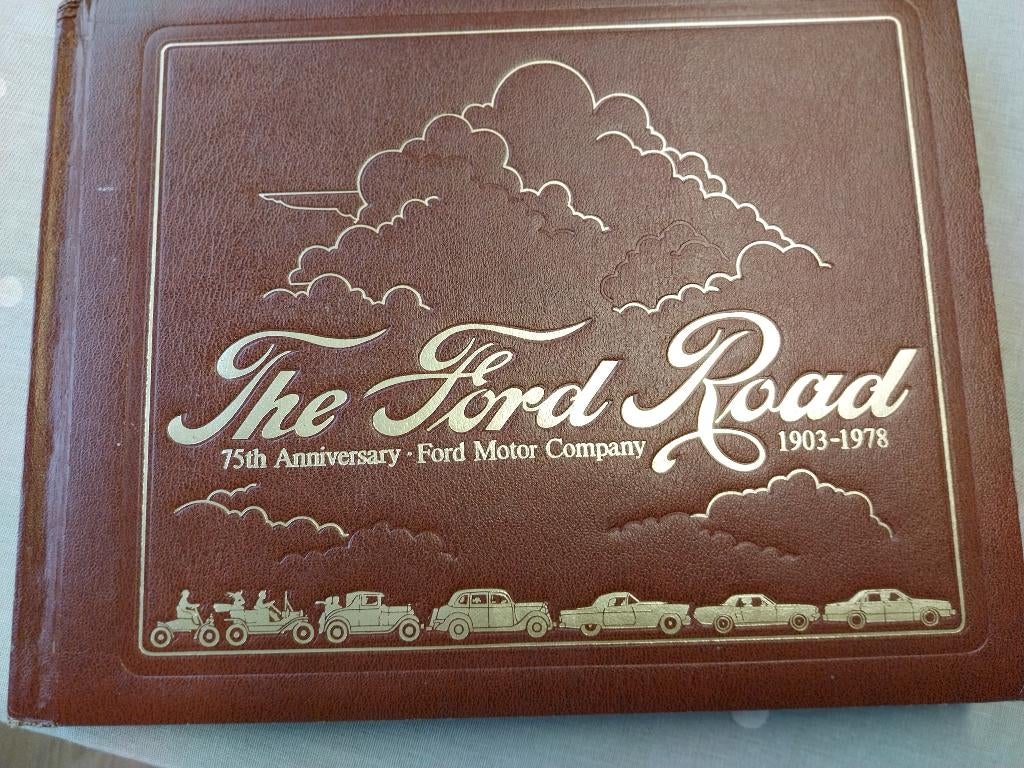 The Ford Road
75th Anniversary · Ford Motor Company 1903-1978